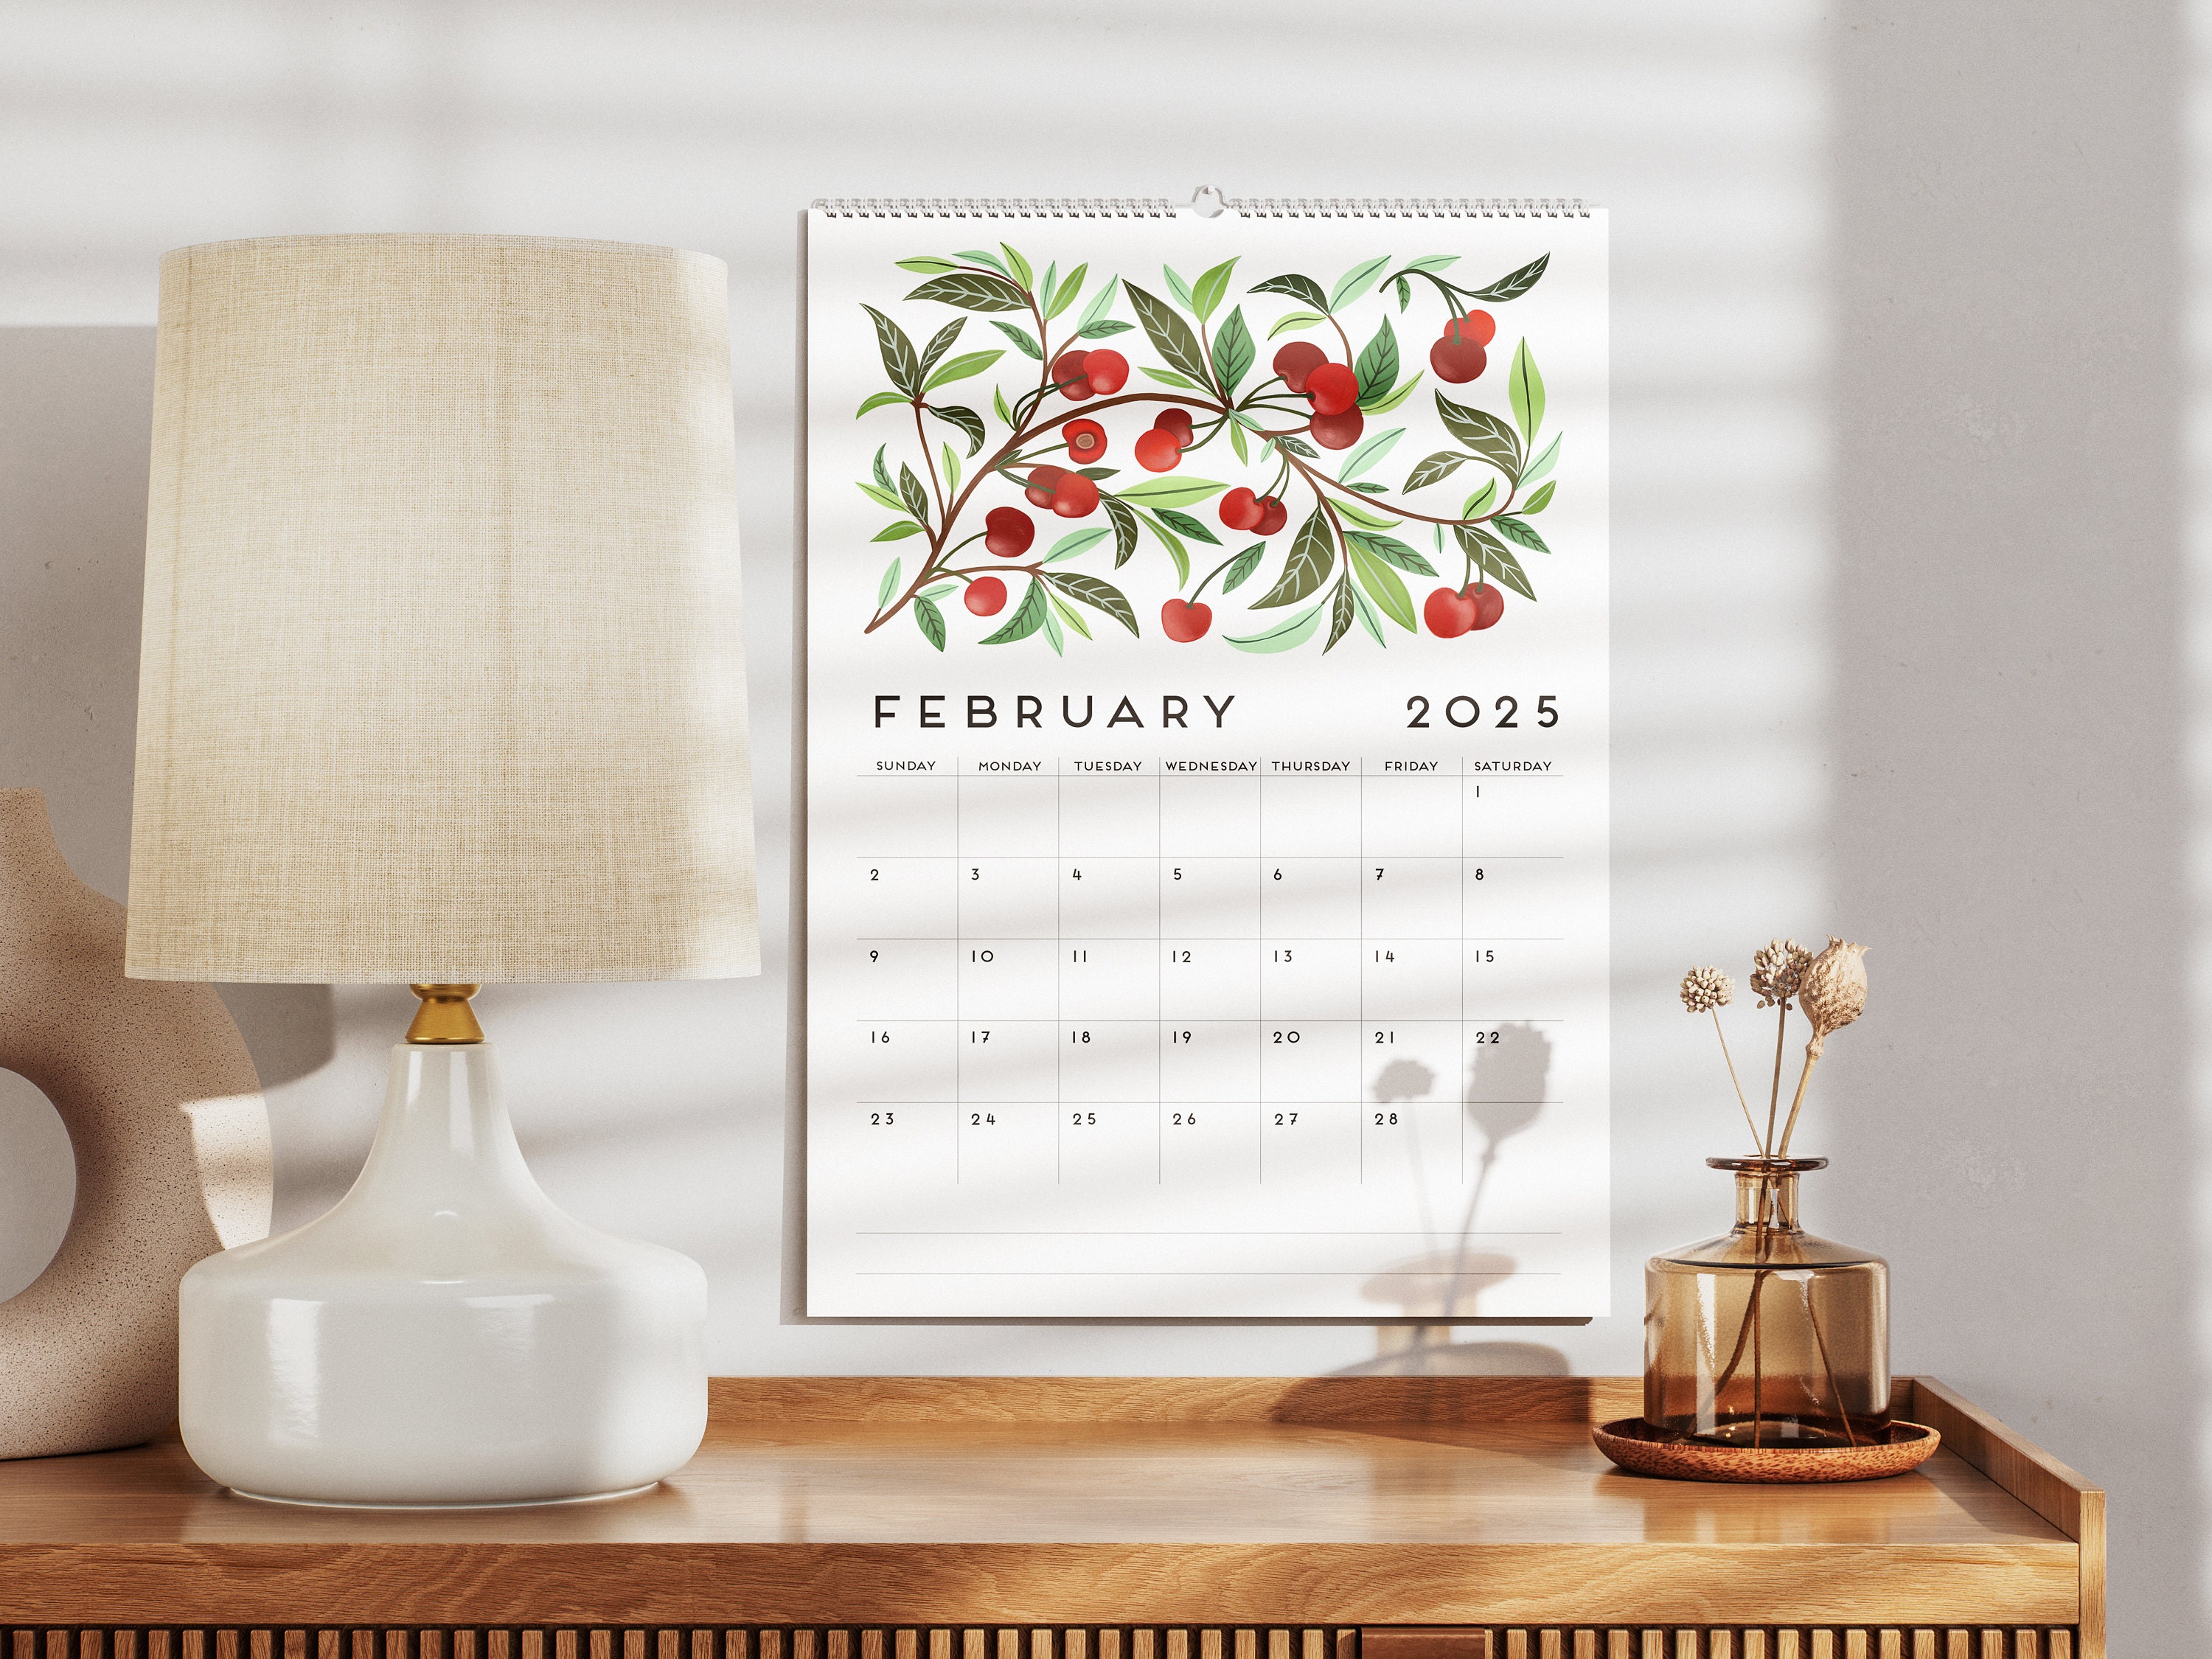 FEBRUARY 2025
SUNDAY MONDAY TUESDAY WEDNESDAY THURSDAY FRIDAY SATURDAY
1
2 3 4 5 6 7 8
9 10 11 12 13 14 15
16 17 18 19 20 21 22
23 24 25 26 27 28